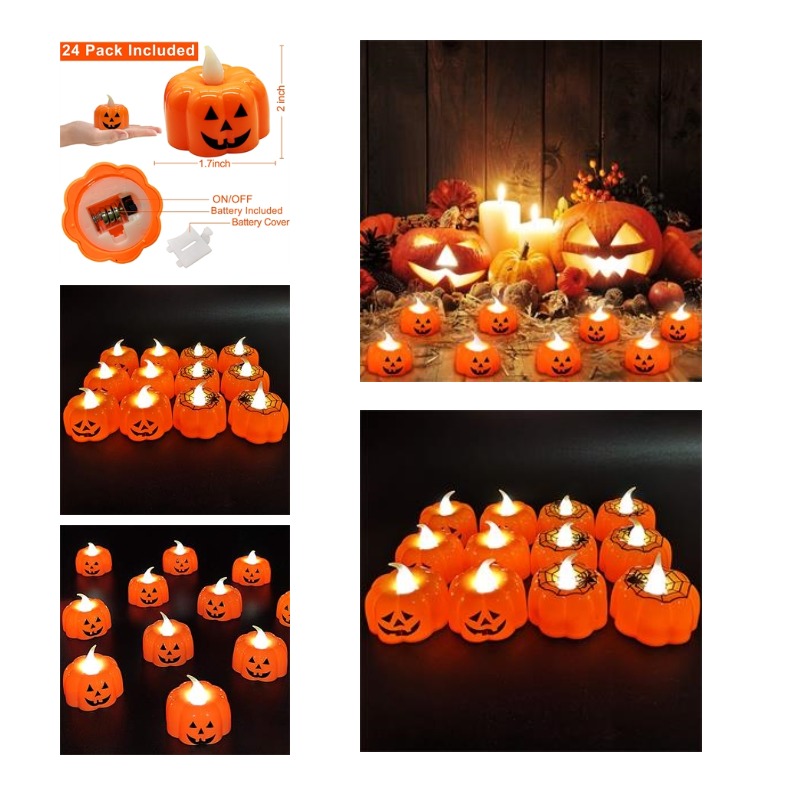 24 Pack Included
2 inch
1.7inch
ON/OFF
Battery Included
Battery Cover